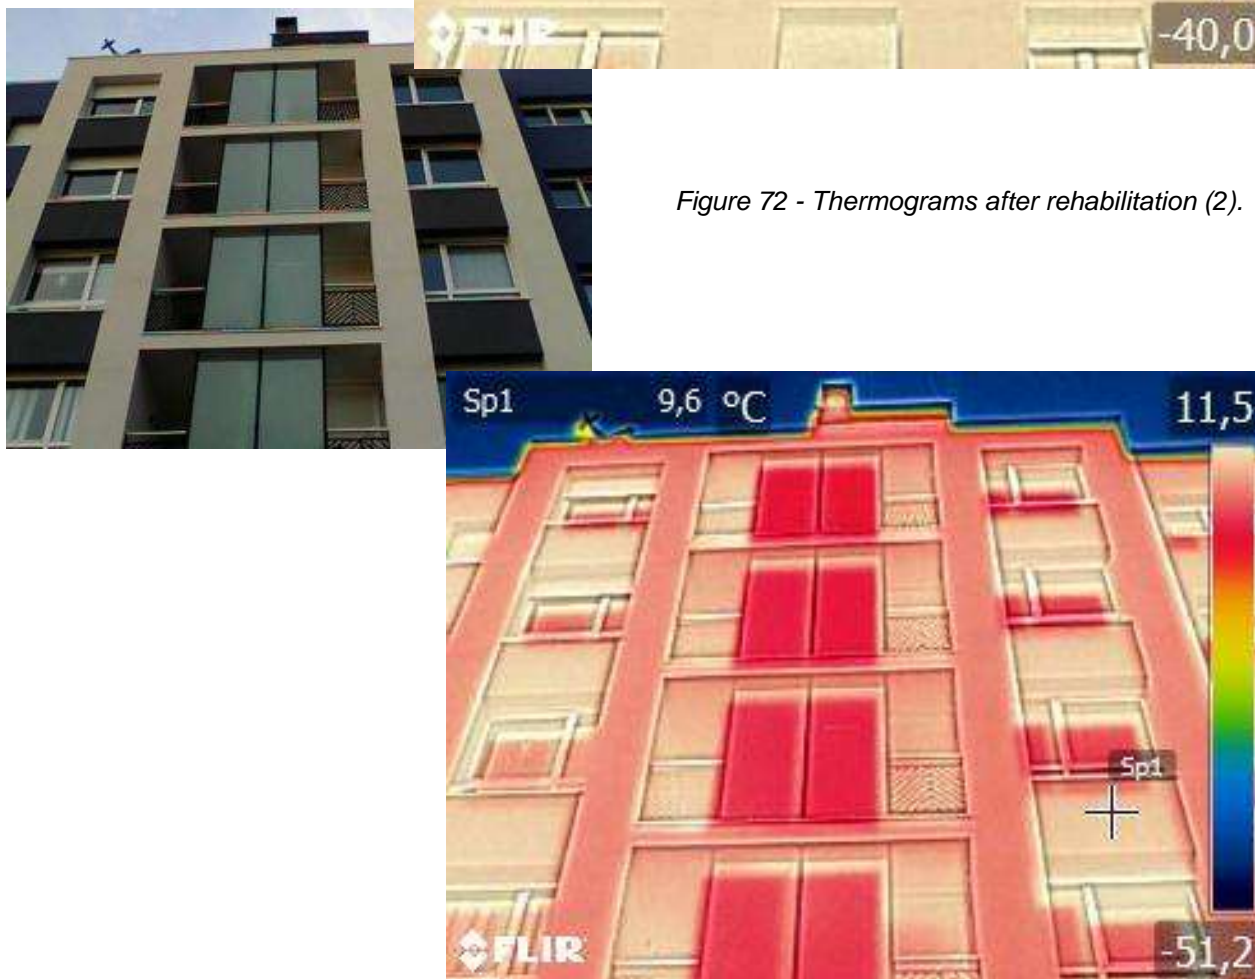 FLIR
-40,0
Figure 72 - Thermograms after rehabilitation (2).
Sp1 9,6 °C 11,5
Sp1
FLIR
-51,2